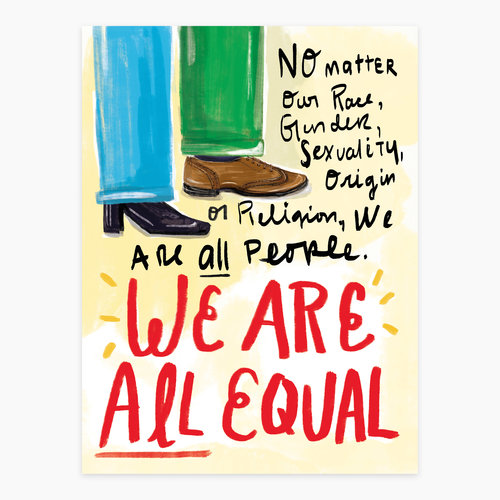 No matter
Our Race,
Gender,
Sexuality,
Origin
or Religion, We
Are all People.
WE ARE
All EQUAL